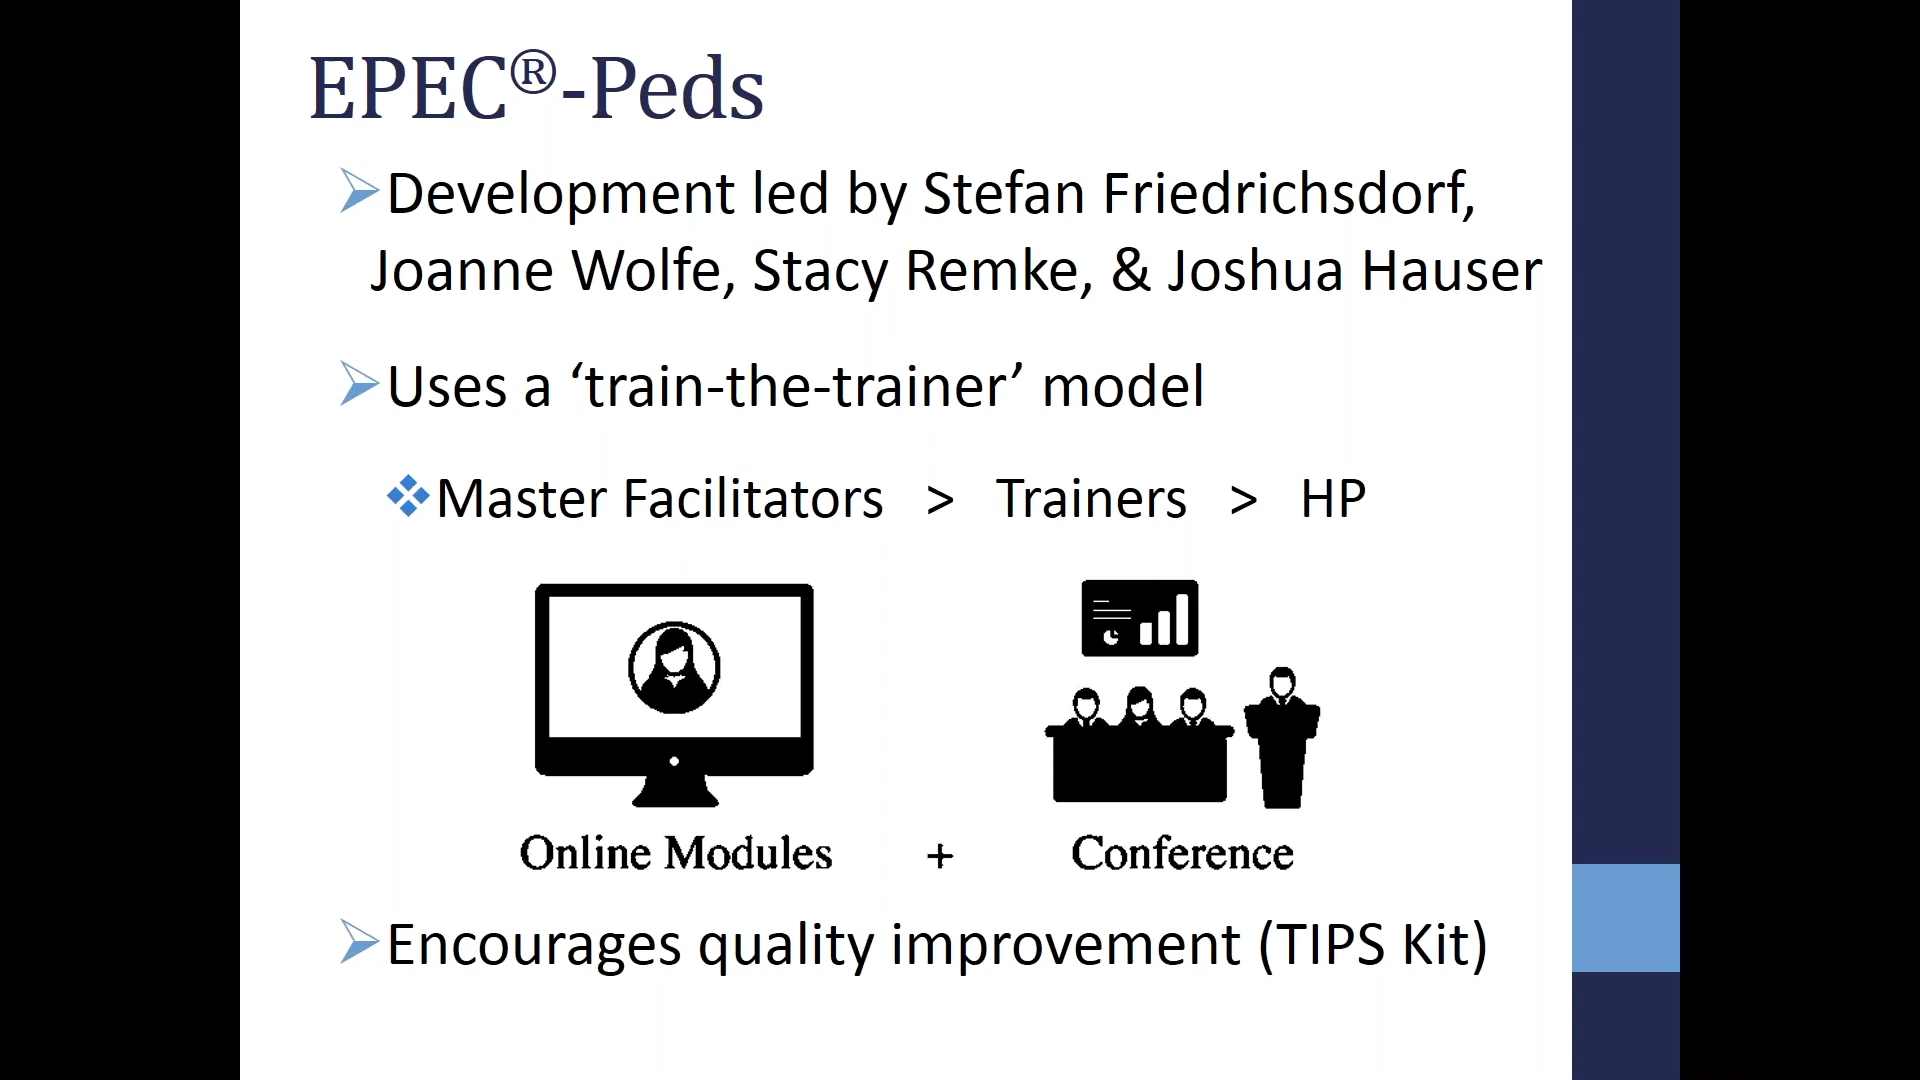 EPEC®-Peds
Development led by Stefan Friedrichsdorf,
Joanne Wolfe, Stacy Remke, & Joshua Hauser
Uses a ‘train-the-trainer’ model
Master Facilitators > Trainers > HP
Online Modules + Conference
Encourages quality improvement (TIPS Kit)